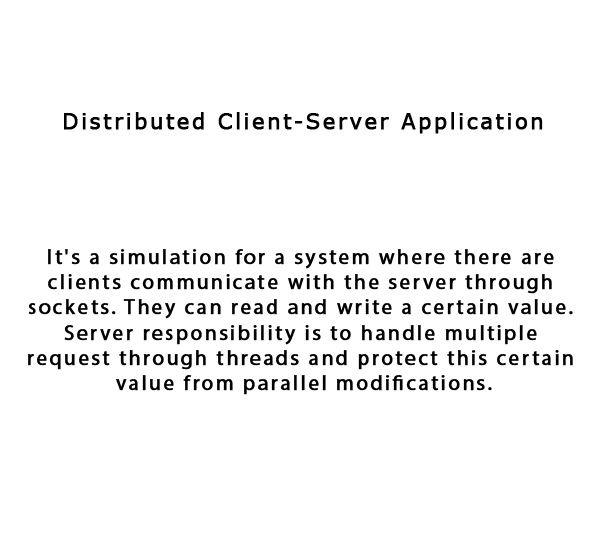 Distributed Client-Server Application
It's a simulation for a system where there are
clients communicate with the server through
sockets. They can read and write a certain value.
Server responsibility is to handle multiple
request through threads and protect this certain
value from parallel modifications.